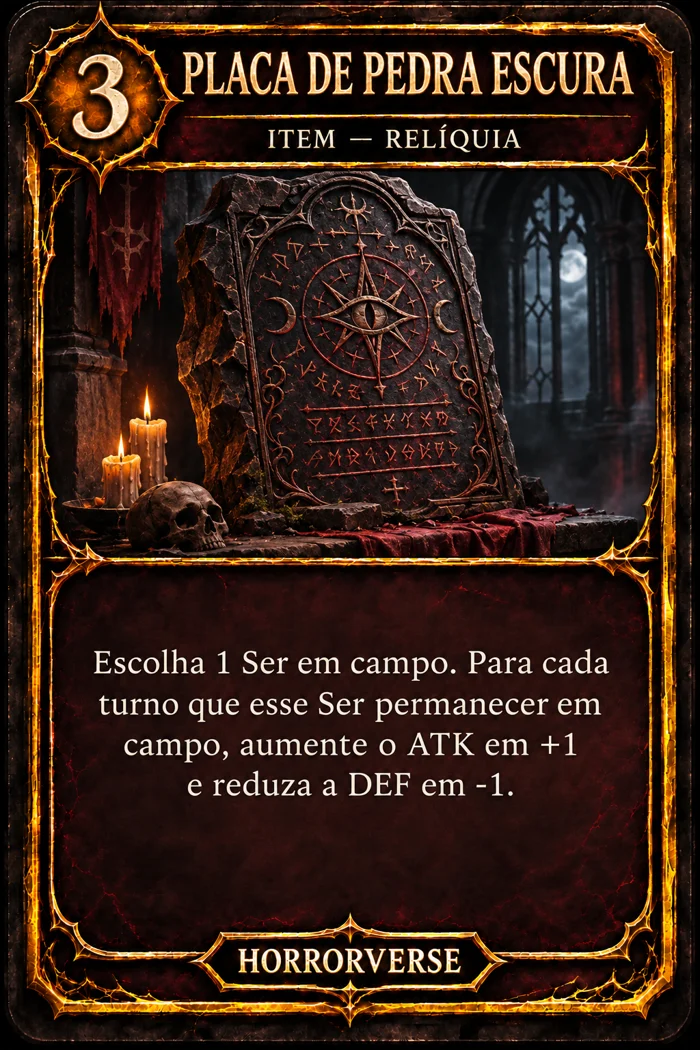 3
PLACA DE PEDRA ESCURA
ITEM — RELÍQUIA
Escolha 1 Ser em campo. Para cada
turno que esse Ser permanecer em
campo, aumente o ATK em +1
e reduza a DEF em -1.
HORRORVERSE